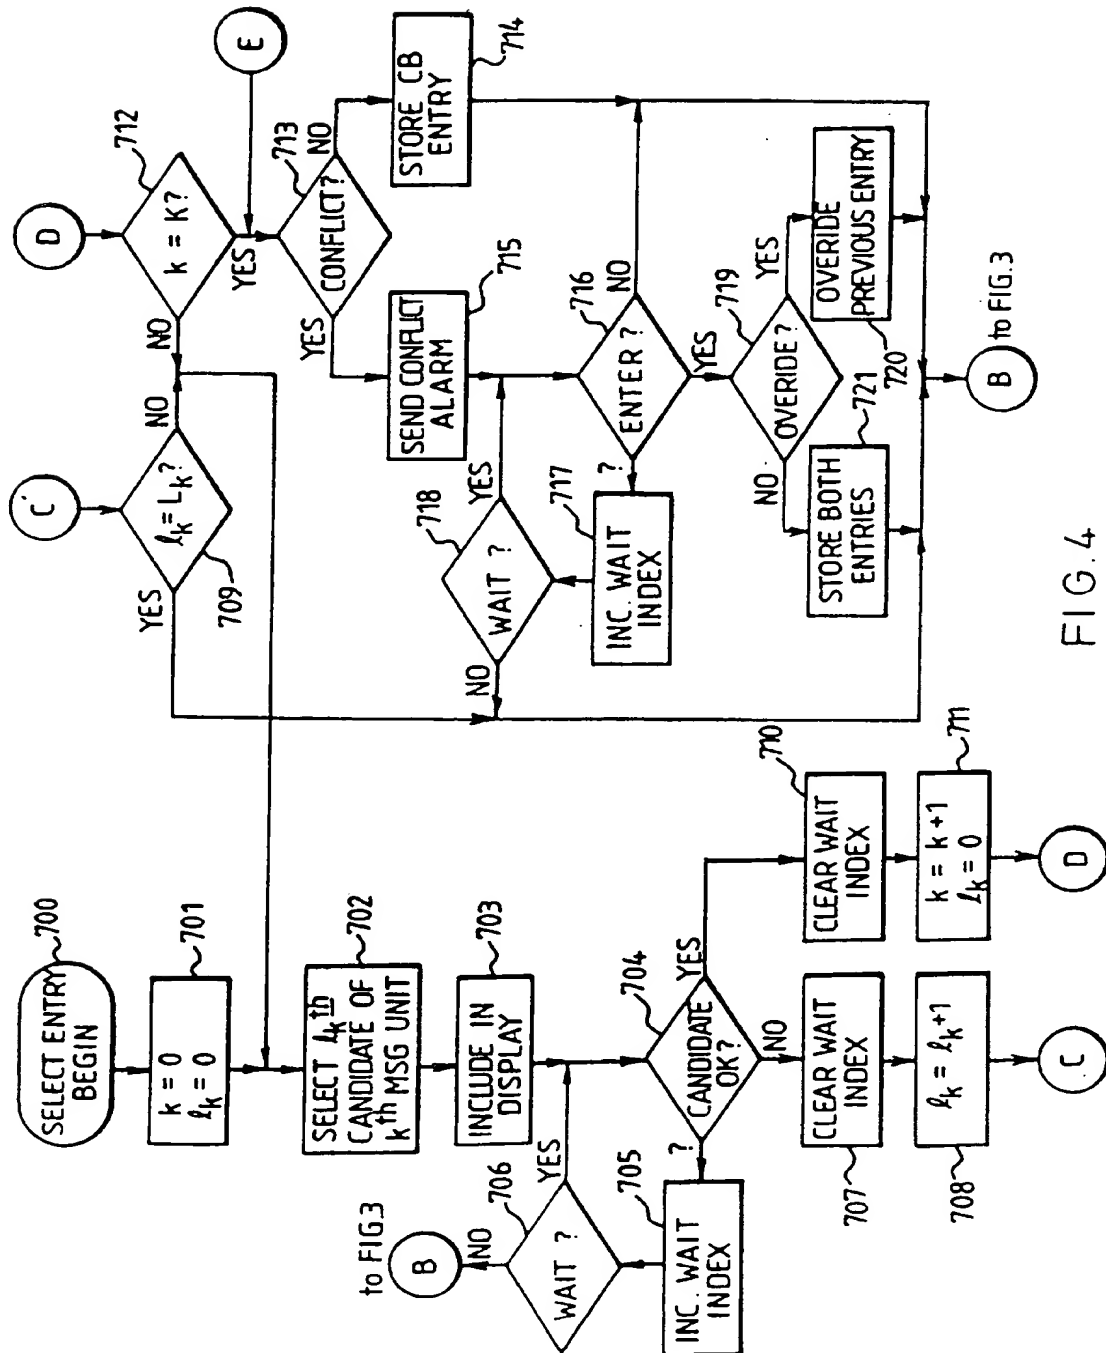 SELECT ENTRY
BEGIN
700
k = 0
ℓk = 0
701
SELECT ℓk th
CANDIDATE OF
k th MSG UNIT
702
INCLUDE IN
DISPLAY
703
CANDIDATE
OK?
704
YES
NO
?
INC. WAIT
INDEX
705
WAIT ?
706
YES
NO
B
to FIG.3
CLEAR WAIT
INDEX
707
ℓk = ℓk+1
708
C
CLEAR WAIT
INDEX
710
k = k+1
ℓk = 0
711
D
C
ℓk = Lk?
709
YES
NO
D
k = K?
712
NO
YES
E
CONFLICT?
713
NO
YES
STORE CB
ENTRY
714
SEND CONFLICT
ALARM
715
ENTER ?
716
NO
YES
?
INC. WAIT
INDEX
717
WAIT ?
718
YES
NO
OVERIDE?
719
YES
NO
OVERIDE
PREVIOUS ENTRY
720
STORE BOTH
ENTRIES
721
B
to FIG.3
FIG.4